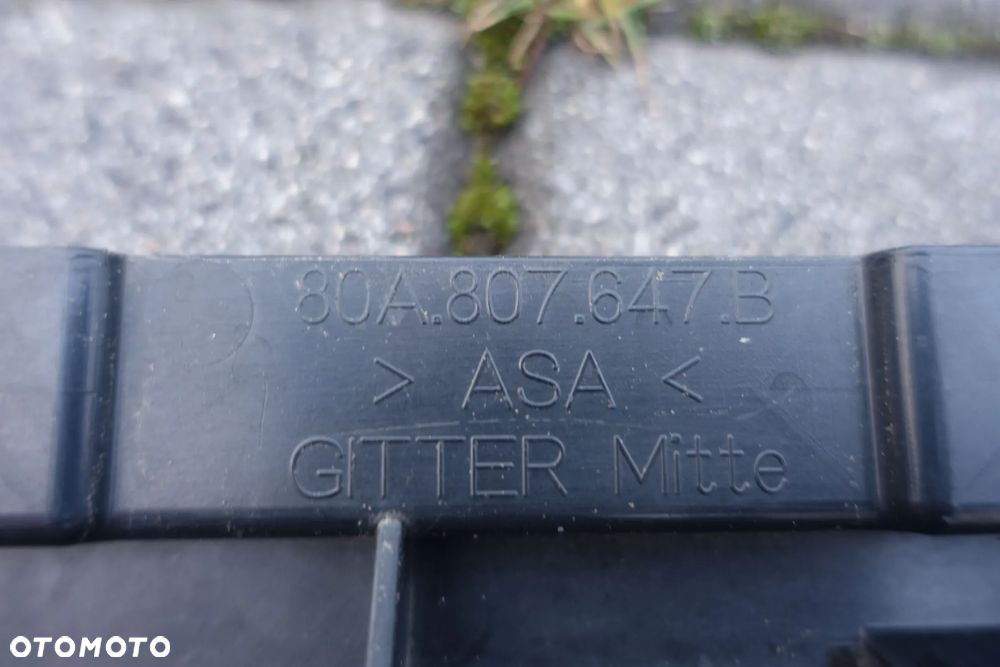 80A.807.647.B
> ASA <
GITTER Mitte
OTOMOTO